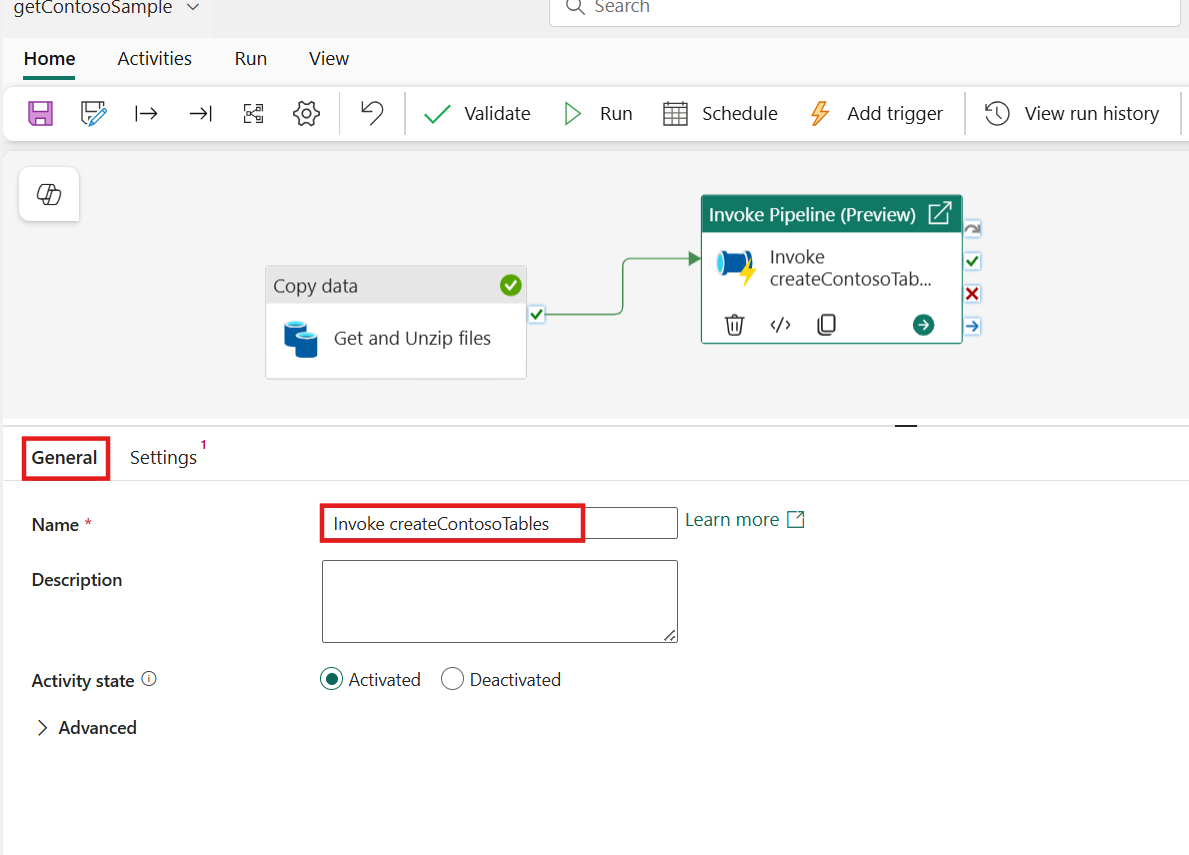 getContosoSample
Search
Home Activities Run View
Validate Run Schedule Add trigger View run history
Invoke Pipeline (Preview)
Invoke
createContosoTab...
Copy data
Get and Unzip files
General Settings 1
Name * Invoke createContosoTables Learn more
Description
Activity state Activated Deactivated
Advanced